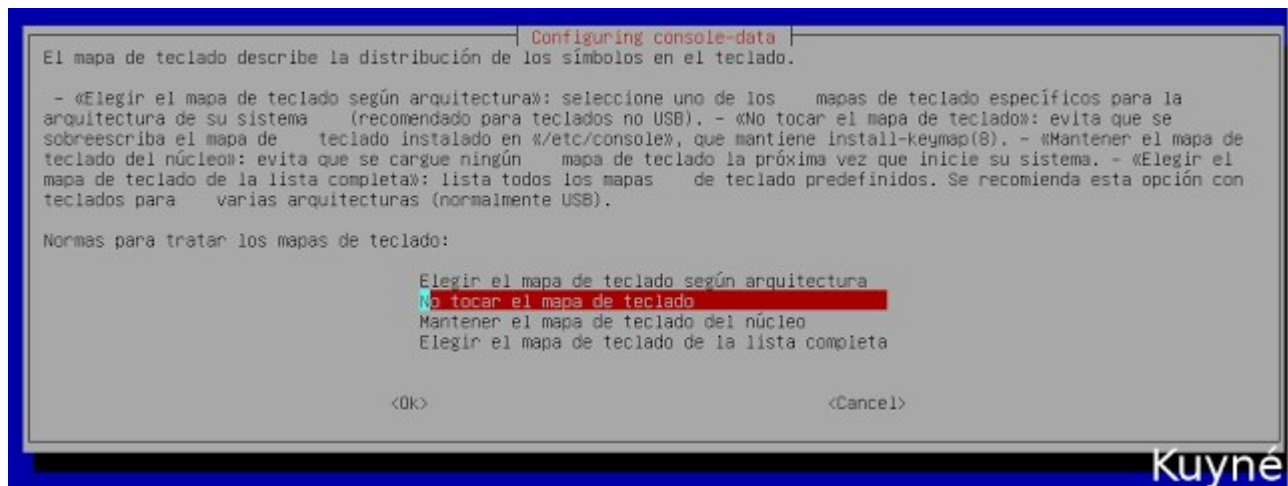 Configuring console-data
El mapa de teclado describe la distribución de los símbolos en el teclado.
- «Elegir el mapa de teclado según arquitectura»: seleccione uno de los mapas de teclado específicos para la
arquitectura de su sistema (recomendado para teclados no USB). - «No tocar el mapa de teclado»: evita que se
sobreescriba el mapa de teclado instalado en «/etc/console», que mantiene install-keymap(8). - «Mantener el mapa de
teclado del núcleo»: evita que se cargue ningún mapa de teclado la próxima vez que inicie su sistema. - «Elegir el
mapa de teclado de la lista completa»: lista todos los mapas de teclado predefinidos. Se recomienda esta opción con
teclados para varias arquitecturas (normalmente USB).
Normas para tratar los mapas de teclado:
Elegir el mapa de teclado según arquitectura
No tocar el mapa de teclado
Mantener el mapa de teclado del núcleo
Elegir el mapa de teclado de la lista completa
<Ok> <Cancel>
Kuyné